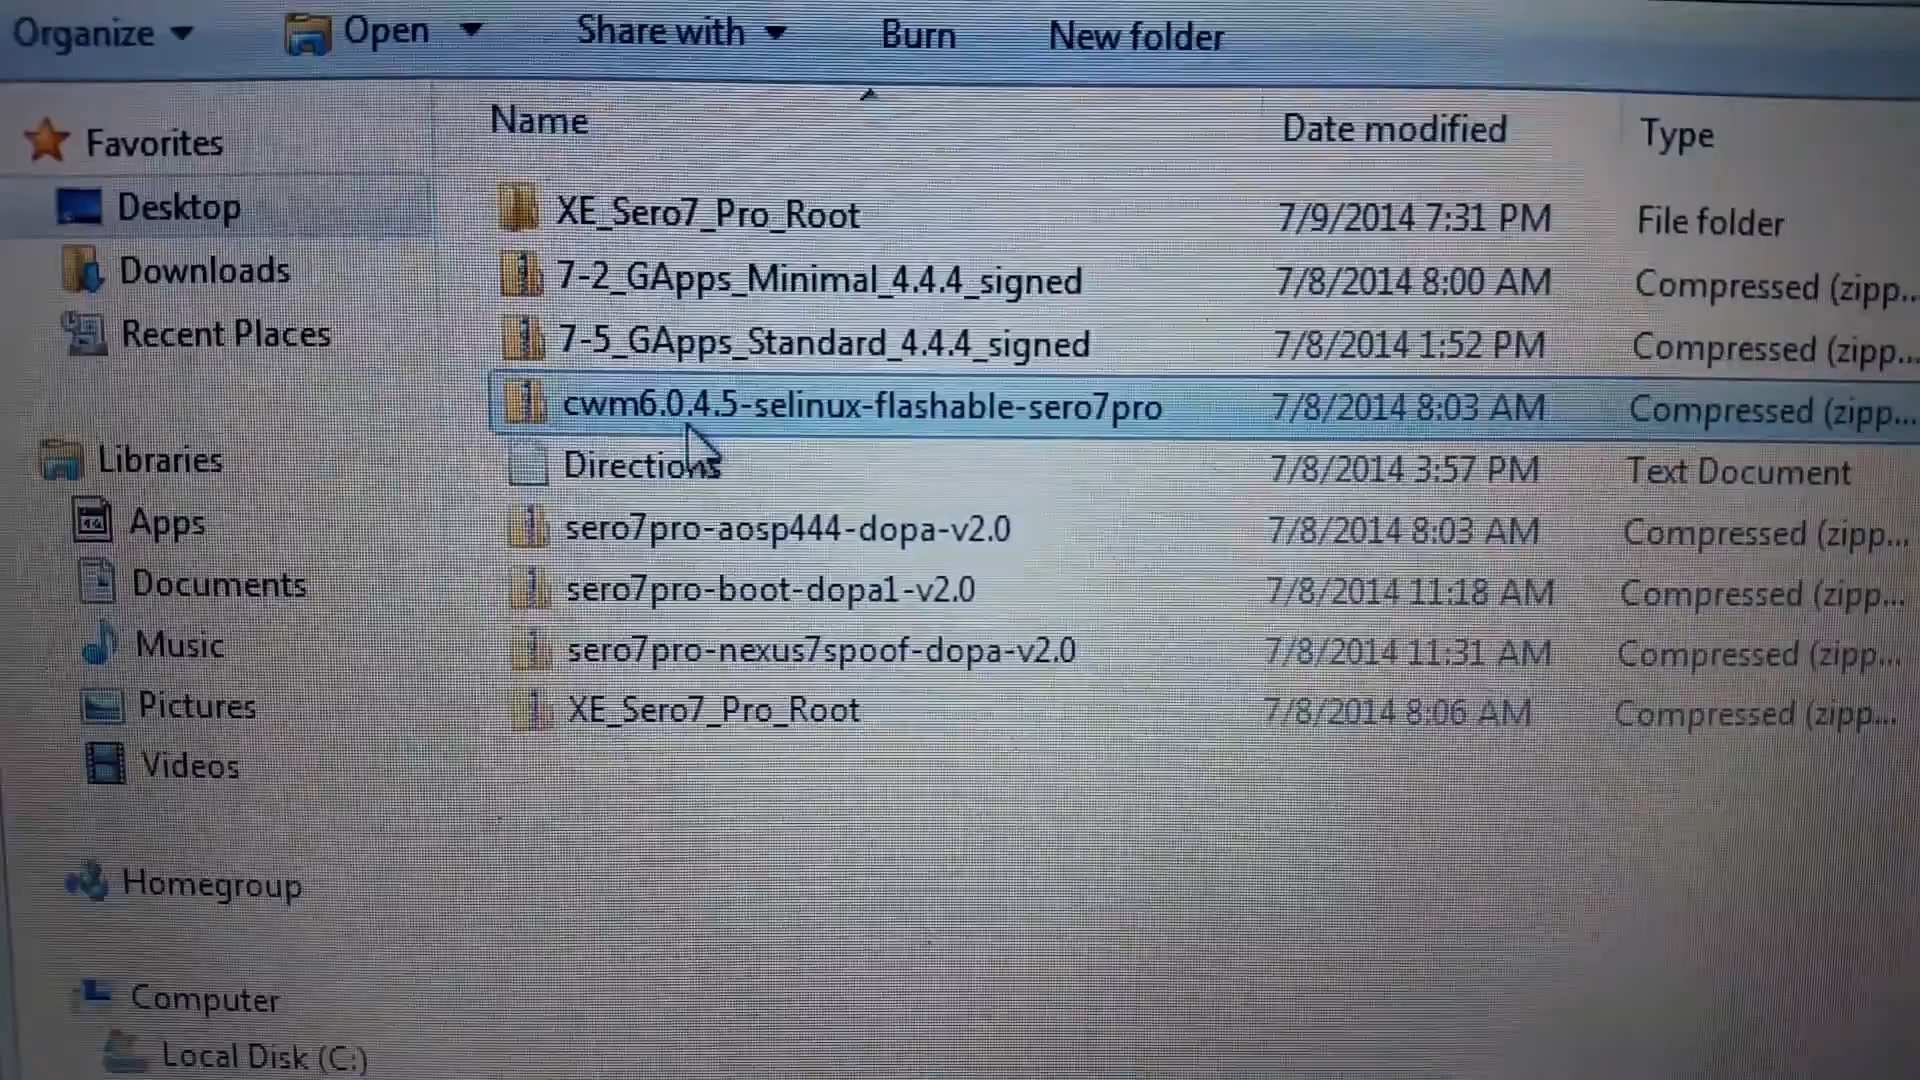 Organize Open Share with Burn New folder
Name Date modified Type
Favorites
Desktop
Downloads
Recent Places
Libraries
Apps
Documents
Music
Pictures
Videos
Homegroup
Computer
Local Disk (C:)
XE_Sero7_Pro_Root 7/9/2014 7:31 PM File folder
7-2_GApps_Minimal_4.4.4_signed 7/8/2014 8:00 AM Compressed (zipp...
7-5_GApps_Standard_4.4.4_signed 7/8/2014 1:52 PM Compressed (zipp...
cwm6.0.4.5-selinux-flashable-sero7pro 7/8/2014 8:03 AM Compressed (zipp...
Directions 7/8/2014 3:57 PM Text Document
sero7pro-aosp444-dopa-v2.0 7/8/2014 8:03 AM Compressed (zipp...
sero7pro-boot-dopa1-v2.0 7/8/2014 11:18 AM Compressed (zipp...
sero7pro-nexus7spoof-dopa-v2.0 7/8/2014 11:31 AM Compressed (zipp...
XE_Sero7_Pro_Root 7/8/2014 8:06 AM Compressed (zipp...